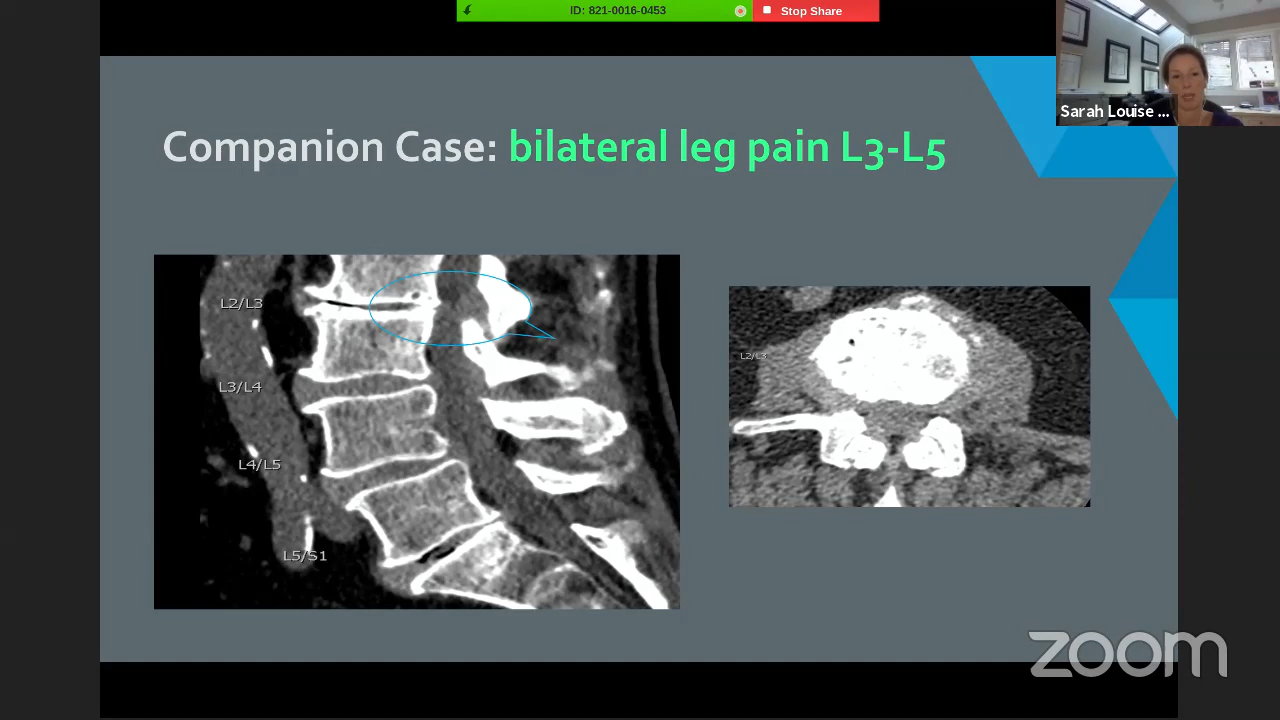 ID: 821-0016-0453
Stop Share
Sarah Louise ...
Companion Case: bilateral leg pain L3-L5
L2/L3
L3/L4
L4/L5
L5/S1
L2/L3
zoom